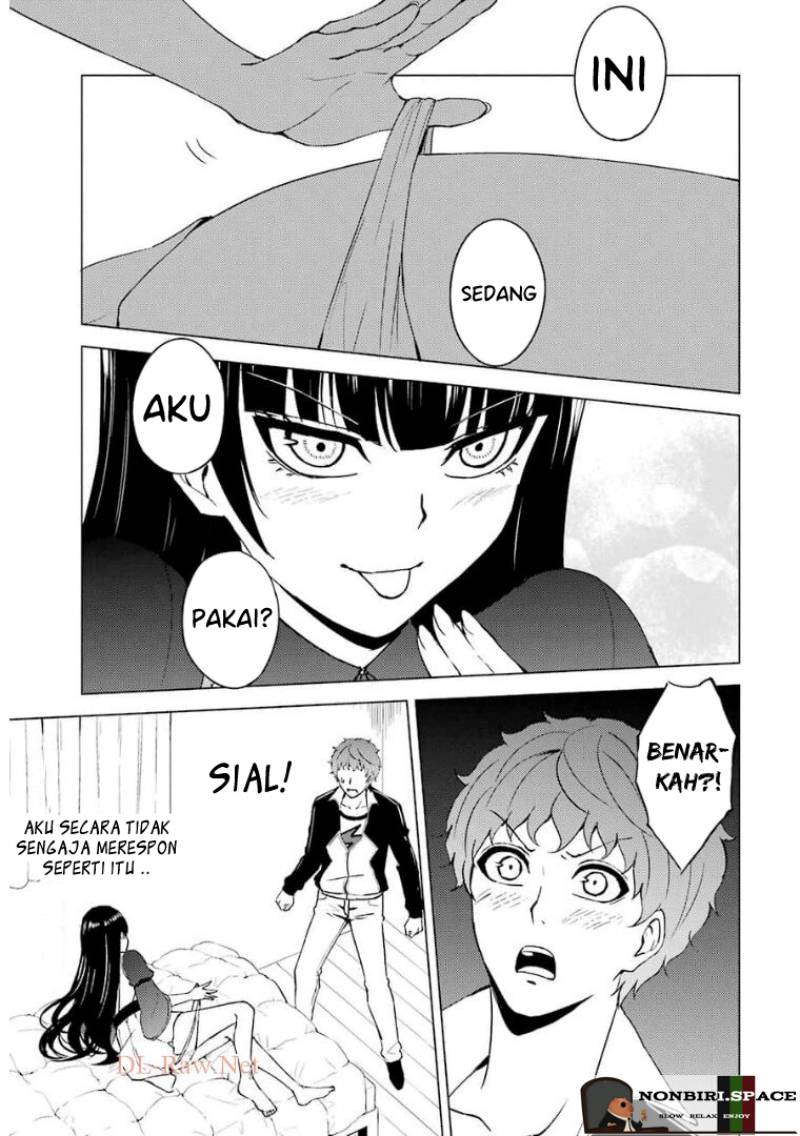 INI
SEDANG
AKU
PAKAI?
BENAR-
KAH?!
SIAL!
AKU SECARA TIDAK
SENGAJA MERESPON
SEPERTI ITU ..
DL-Raw.Net
NONBIRI.SPACE
SLOW RELAX ENJOY